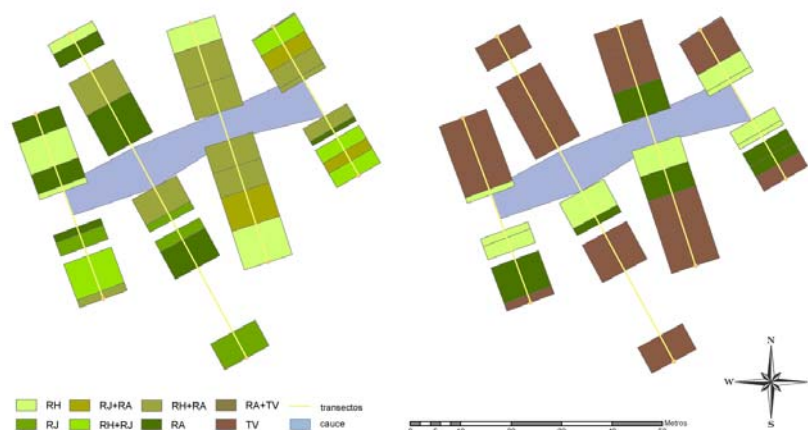 RH RJ+RA RH+RA RA+TV transectos
RJ RH+RJ RA TV cauce
N
W E
S
Metros